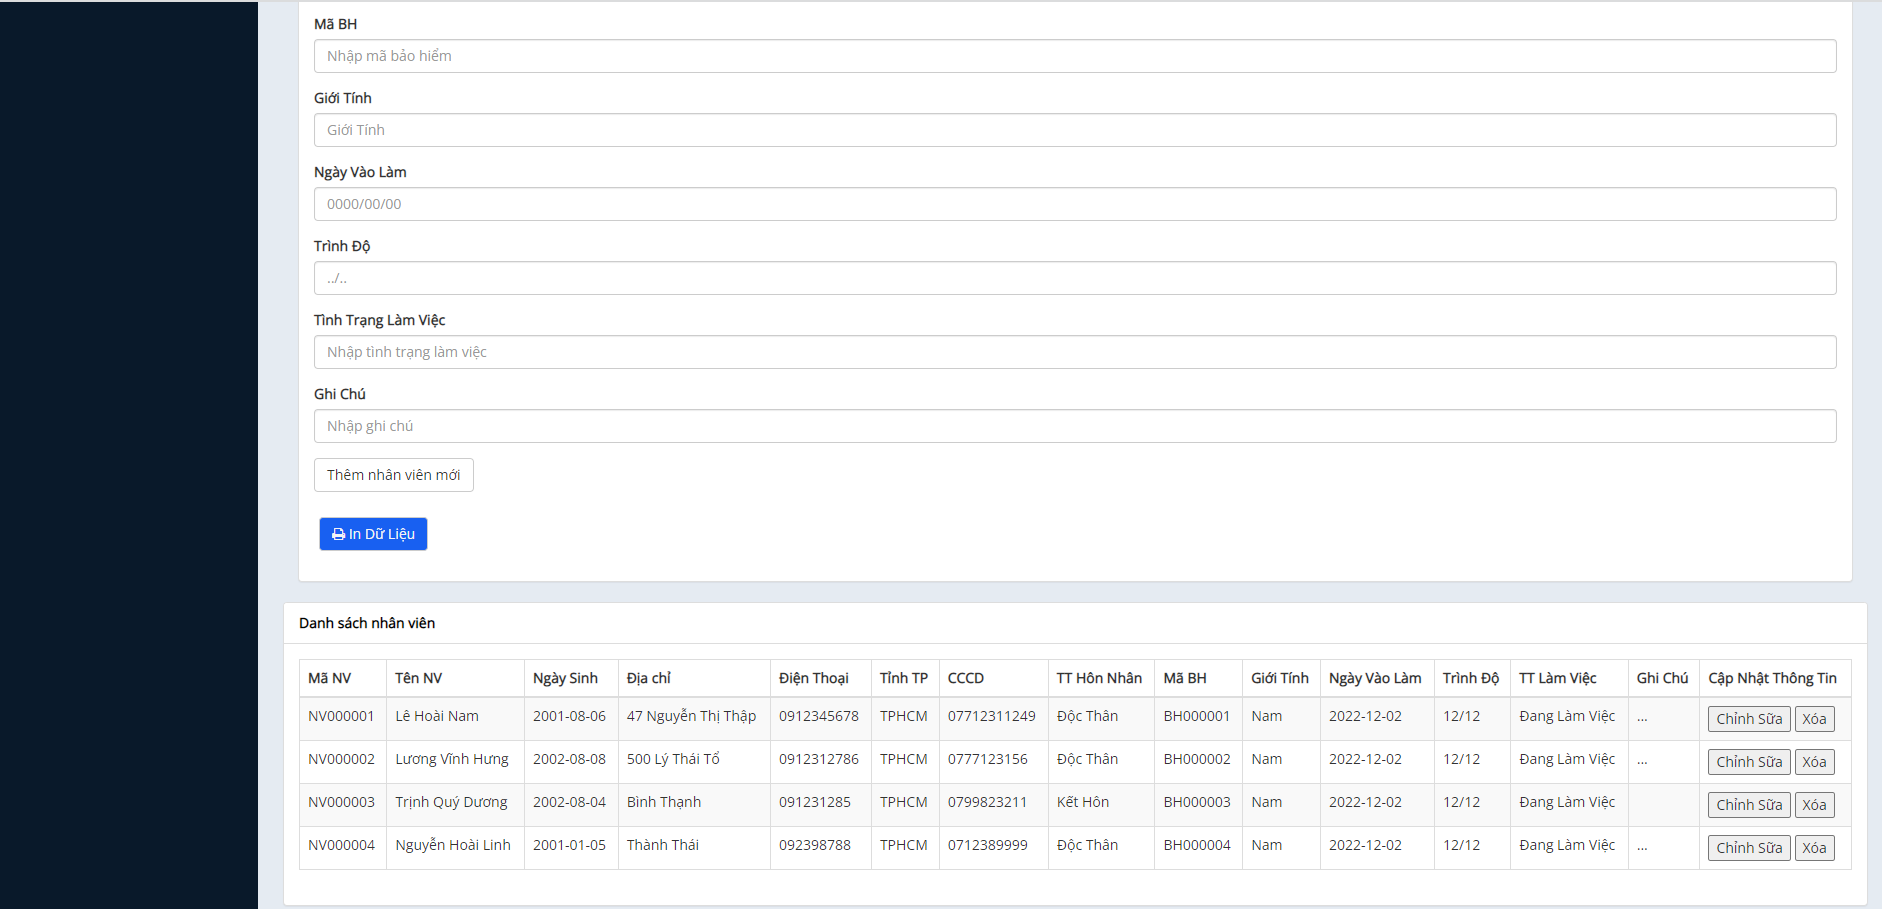 Mã BH
Nhập mã bảo hiểm
Giới Tính
Giới Tính
Ngày Vào Làm
0000/00/00
Trình Độ
../..
Tình Trạng Làm Việc
Nhập tình trạng làm việc
Ghi Chú
Nhập ghi chú
Thêm nhân viên mới
In Dữ Liệu
Danh sách nhân viên
Mã NV Tên NV Ngày Sinh Địa chỉ Điện Thoại Tỉnh TP CCCD TT Hôn Nhân Mã BH Giới Tính Ngày Vào Làm Trình Độ TT Làm Việc Ghi Chú Cập Nhật Thông Tin
NV000001 Lê Hoài Nam 2001-08-06 47 Nguyễn Thị Thập 0912345678 TPHCM 07712311249 Độc Thân BH000001 Nam 2022-12-02 12/12 Đang Làm Việc ... Chỉnh Sữa Xóa
NV000002 Lương Vĩnh Hưng 2002-08-08 500 Lý Thái Tổ 0912312786 TPHCM 0777123156 Độc Thân BH000002 Nam 2022-12-02 12/12 Đang Làm Việc ... Chỉnh Sữa Xóa
NV000003 Trịnh Quý Dương 2002-08-04 Bình Thạnh 091231285 TPHCM 0799823211 Kết Hôn BH000003 Nam 2022-12-02 12/12 Đang Làm Việc Chỉnh Sữa Xóa
NV000004 Nguyễn Hoài Linh 2001-01-05 Thành Thái 092398788 TPHCM 0712389999 Độc Thân BH000004 Nam 2022-12-02 12/12 Đang Làm Việc ... Chỉnh Sữa Xóa